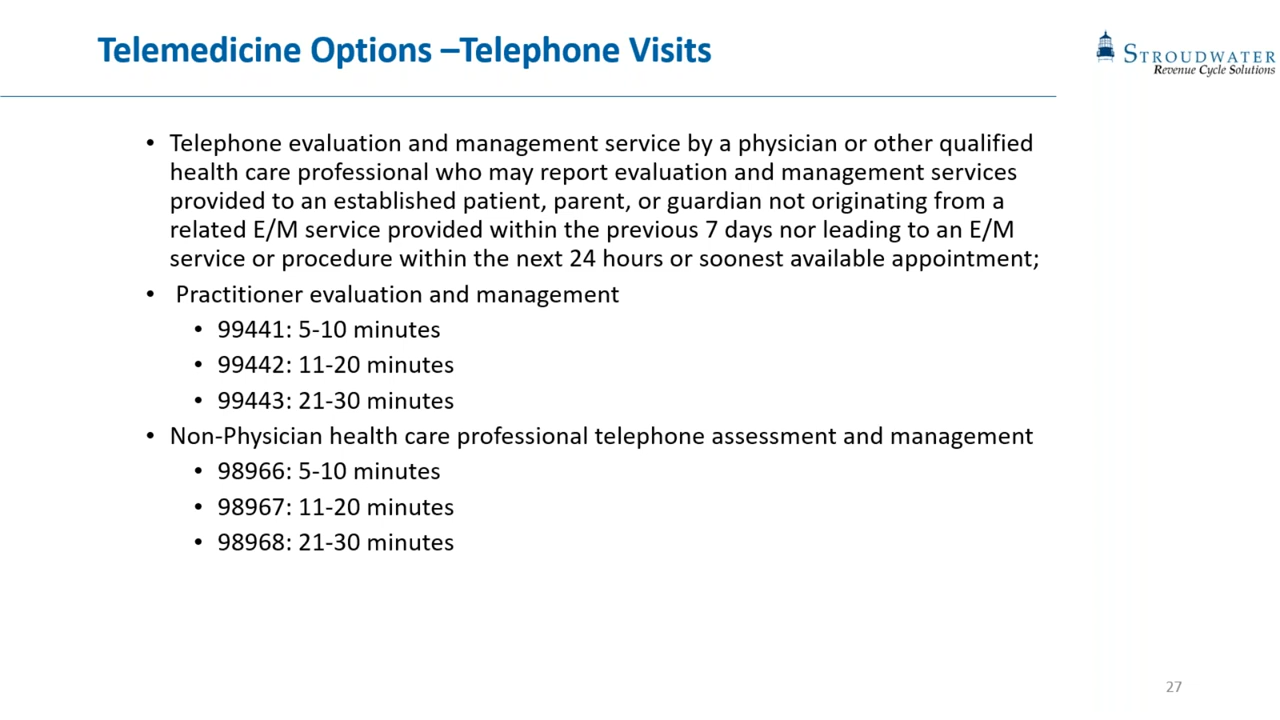 Telemedicine Options –Telephone Visits
STROUDWATER
Revenue Cycle Solutions
• Telephone evaluation and management service by a physician or other qualified
health care professional who may report evaluation and management services
provided to an established patient, parent, or guardian not originating from a
related E/M service provided within the previous 7 days nor leading to an E/M
service or procedure within the next 24 hours or soonest available appointment;
• Practitioner evaluation and management
• 99441: 5-10 minutes
• 99442: 11-20 minutes
• 99443: 21-30 minutes
• Non-Physician health care professional telephone assessment and management
• 98966: 5-10 minutes
• 98967: 11-20 minutes
• 98968: 21-30 minutes
27